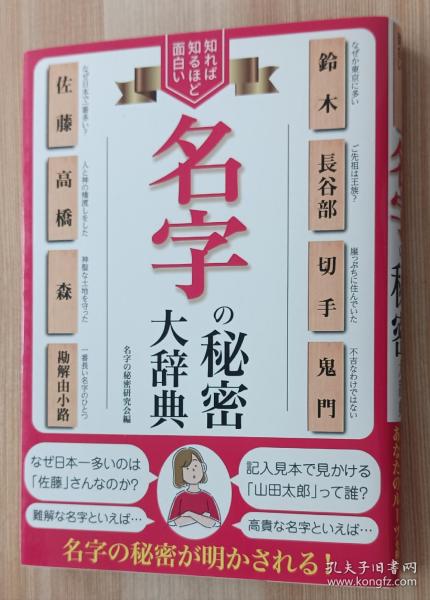 知れば
知るほど
面白い
名字の秘密
大辞典
名字の秘密研究会編
鈴木
なぜか東京に多い
長谷部
ご先祖は王族?
切手
崖っぷちに住んでいた
鬼門
不吉なわけではない
佐藤
なぜ日本で一番多い?
高橋
人と神の橋渡しをした
森
神聖な土地を守った
勘解由小路
一番長い名字のひとつ
なぜ日本一多いのは
「佐藤」さんなのか?
記入見本で見かける
「山田太郎」って誰?
難解な名字といえば…
高貴な名字といえば…
名字の秘密が明かされる!
孔夫子旧书网
www.kongfz.com